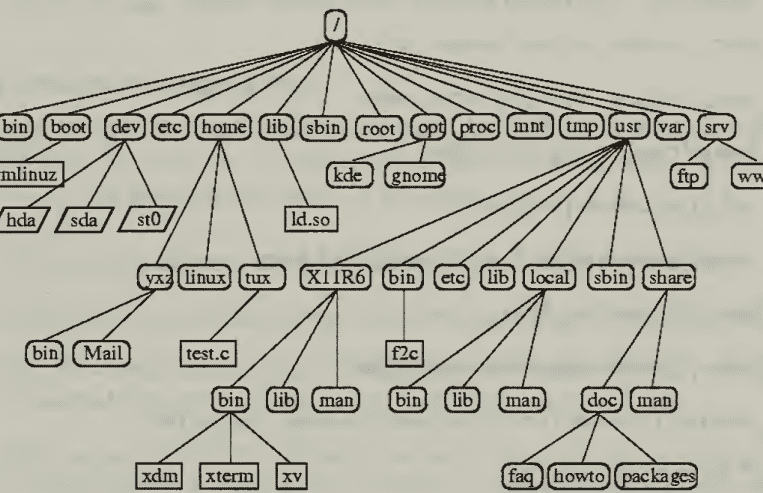 /
bin boot dev etc home lib sbin root opt proc mnt tmp usr var srv
mlinuz kde gnome ftp ww
hda sda st0 ld.so
yxz linux tux X11R6 bin etc lib local sbin share
bin Mail test.c f2c
bin lib man bin lib man doc man
xdm xterm xv faq howto packages